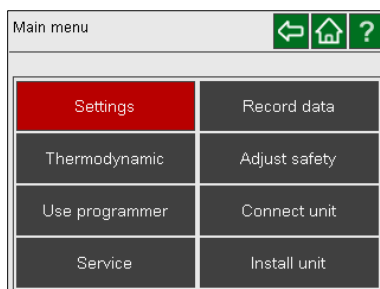 Main menu ?
Settings Record data
Thermodynamic Adjust safety
Use programmer Connect unit
Service Install unit